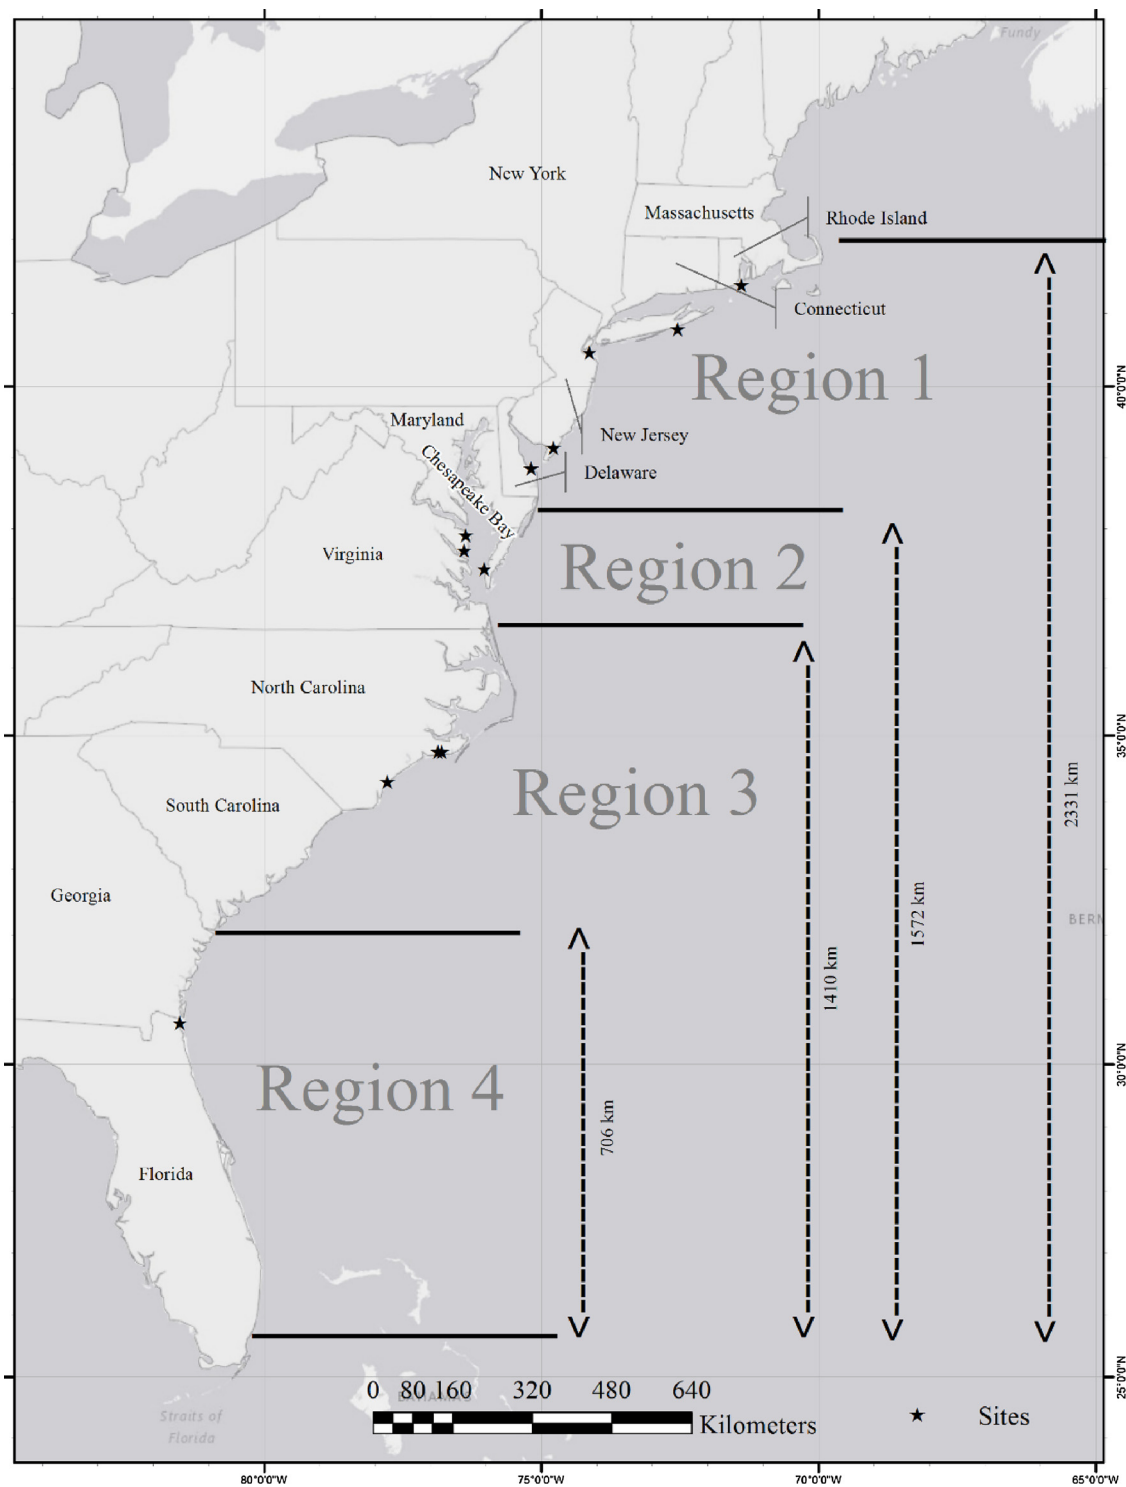 Fundy
New York
Massachusetts
Rhode Island
Connecticut
Region 1
40°0'0"N
Maryland
New Jersey
Chesapeake Bay
Delaware
Virginia
Region 2
North Carolina
35°0'0"N
Region 3
South Carolina
2331 km
Georgia
1572 km
BERM
1410 km
30°0'0"N
Region 4
706 km
Florida
25°0'0"N
0 80 160 320 480 640
BAHAMAS
Kilometers
Sites
Straits of
Florida
80°0'0"W
75°0'0"W
70°0'0"W
65°0'0"W